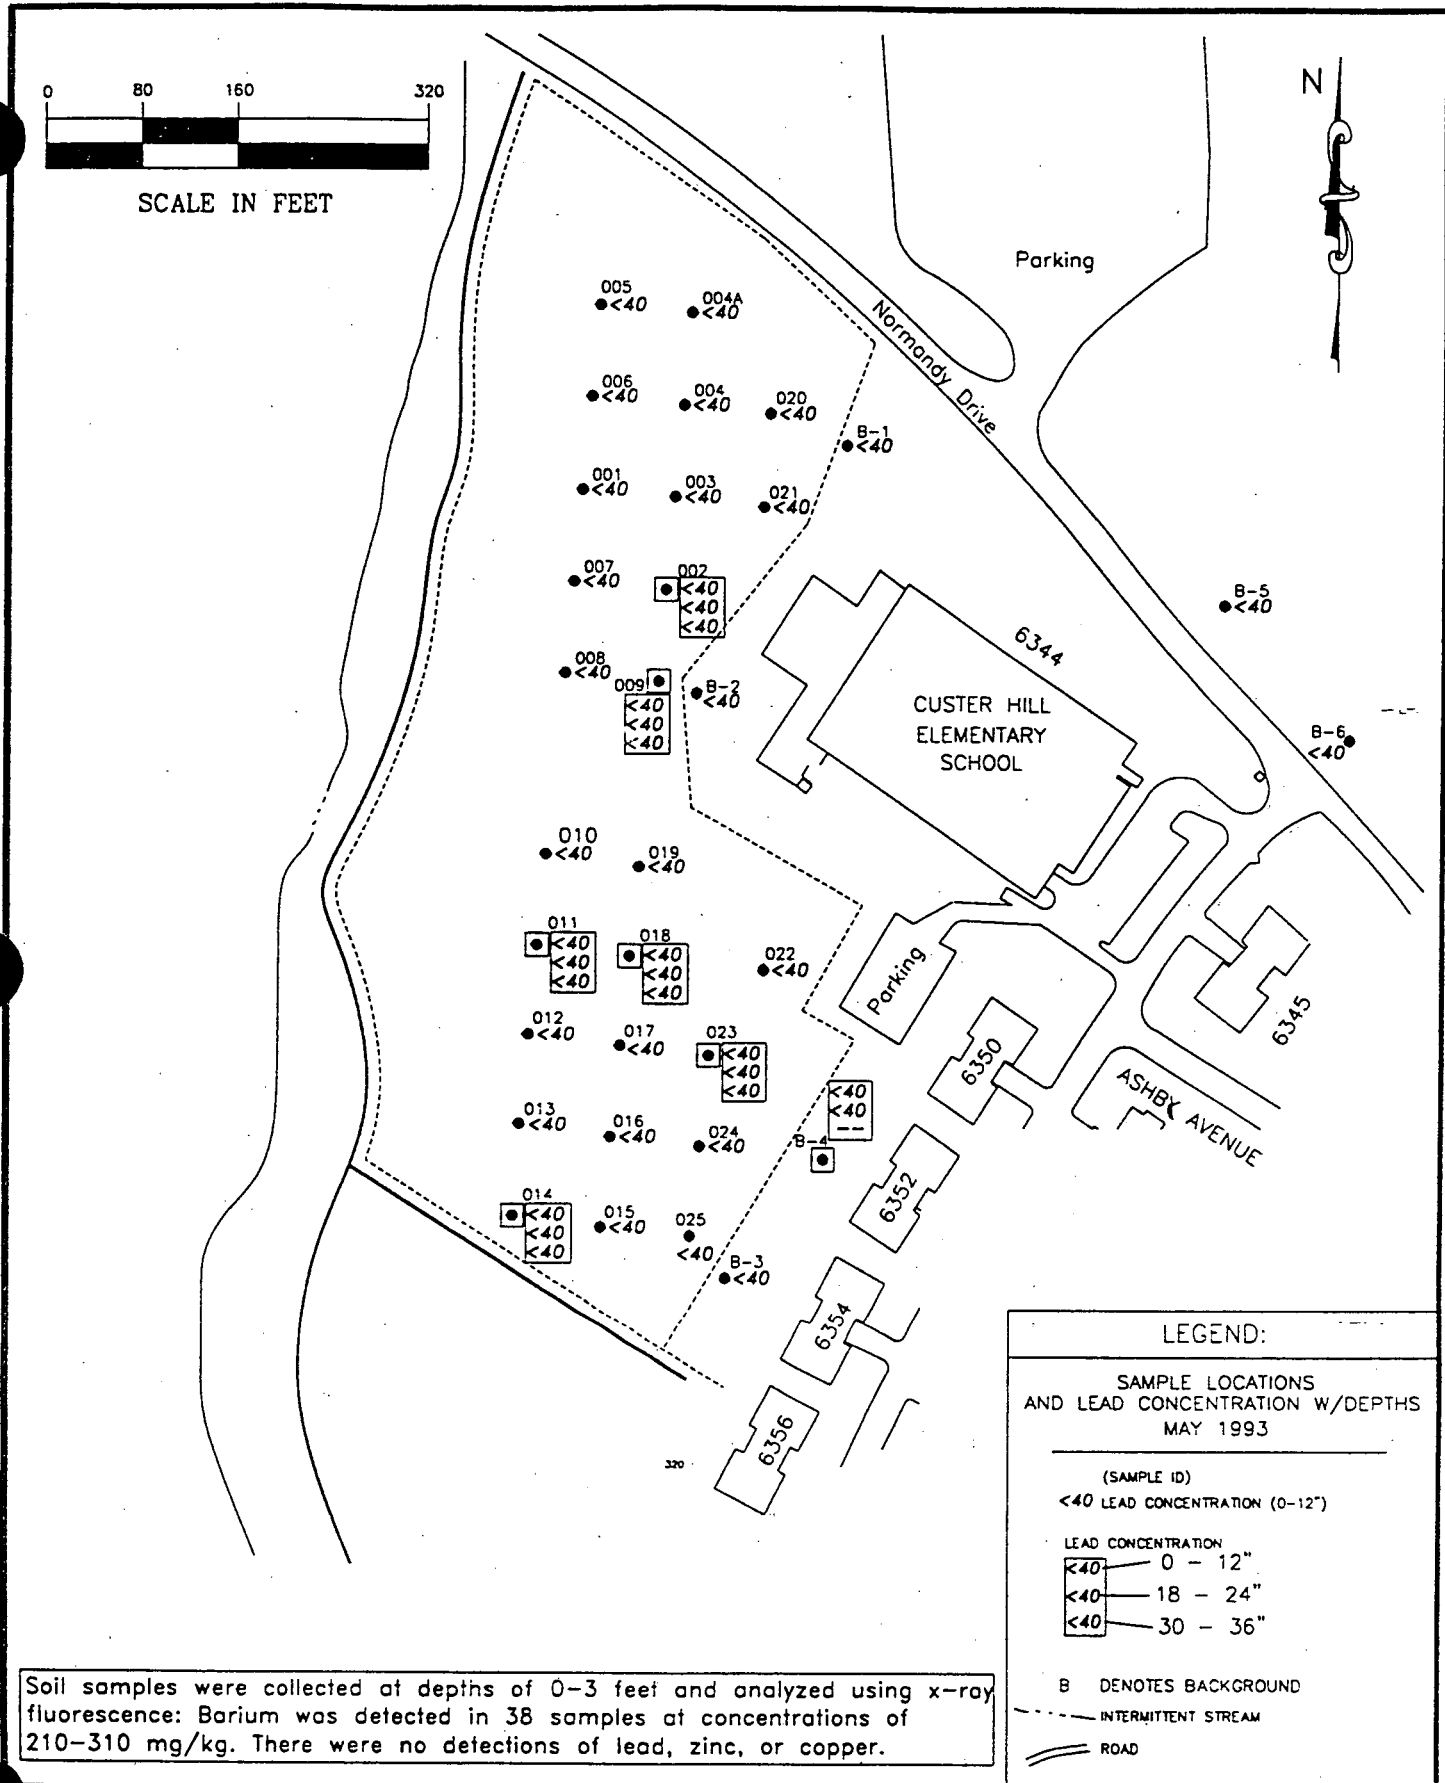 0 80 160 320
SCALE IN FEET
N
Parking
Normandy Drive
005
<40
004A
<40
006
<40
004
<40
020
<40
B-1
<40
001
<40
003
<40
021
<40
007
<40
002
<40
<40
<40
B-5
<40
6344
008
<40
009
<40
<40
<40
B-2
<40
CUSTER HILL
ELEMENTARY
SCHOOL
B-6
<40
010
<40
019
<40
011
<40
<40
<40
018
<40
<40
<40
022
<40
Parking
6345
012
<40
017
<40
023
<40
<40
<40
6350
ASHBY AVENUE
013
<40
016
<40
024
<40
<40
<40
--
B-4
6352
014
<40
<40
<40
015
<40
025
<40
B-3
<40
6354
6356
320
LEGEND:
SAMPLE LOCATIONS
AND LEAD CONCENTRATION W/DEPTHS
MAY 1993
(SAMPLE ID)
<40 LEAD CONCENTRATION (0-12")
LEAD CONCENTRATION
<40 0 - 12"
<40 18 - 24"
<40 30 - 36"
B DENOTES BACKGROUND
INTERMITTENT STREAM
ROAD
Soil samples were collected at depths of 0-3 feet and analyzed using x-ray
fluorescence: Barium was detected in 38 samples at concentrations of
210-310 mg/kg. There were no detections of lead, zinc, or copper.